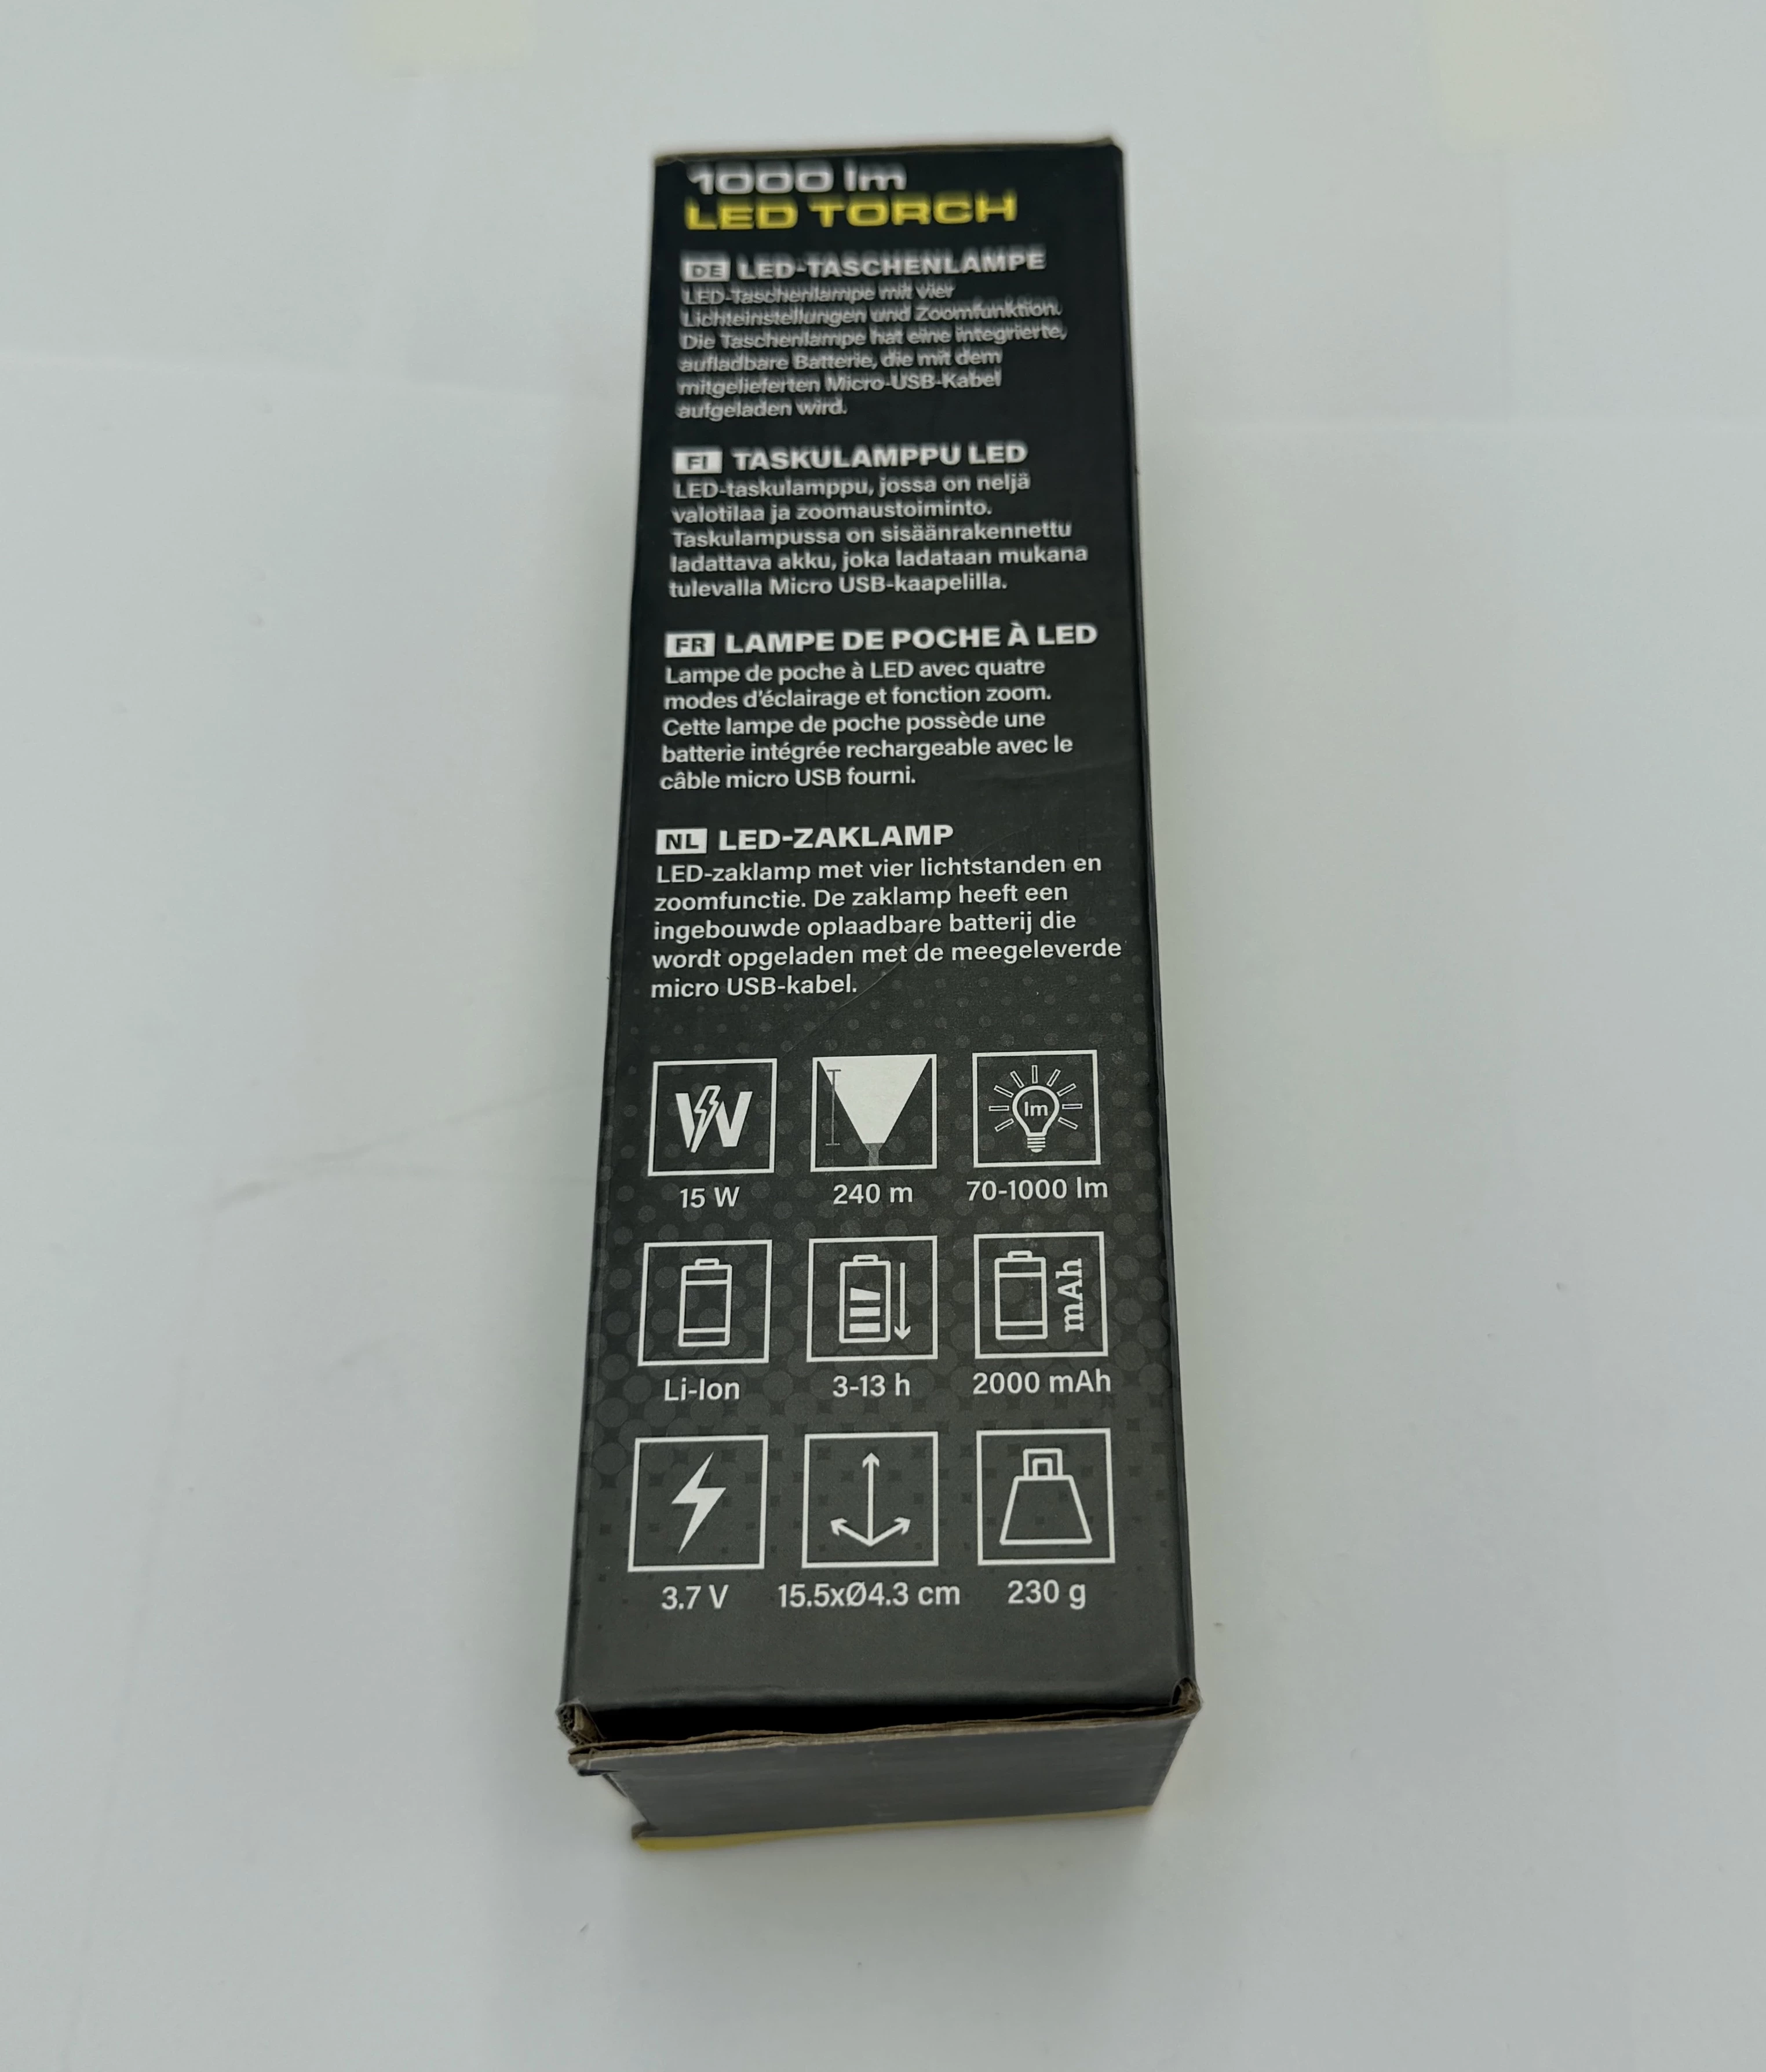 1000 lm
LED TORCH
DE LED-TASCHENLAMPE
LED-Taschenlampe mit vier
Lichteinstellungen und Zoomfunktion.
Die Taschenlampe hat eine integrierte,
aufladbare Batterie, die mit dem
mitgelieferten Micro-USB-Kabel
aufgeladen wird.
FI TASKULAMPPU LED
LED-taskulamppu, jossa on neljä
valotilaa ja zoomaustoiminto.
Taskulampussa on sisäänrakennettu
ladattava akku, joka ladataan mukana
tulevalla Micro USB-kaapelilla.
FR LAMPE DE POCHE À LED
Lampe de poche à LED avec quatre
modes d'éclairage et fonction zoom.
Cette lampe de poche possède une
batterie intégrée rechargeable avec le
câble micro USB fourni.
NL LED-ZAKLAMP
LED-zaklamp met vier lichtstanden en
zoomfunctie. De zaklamp heeft een
ingebouwde oplaadbare batterij die
wordt opgeladen met de meegeleverde
micro USB-kabel.
W lm
15 W 240 m 70-1000 lm
mAh
Li-Ion 3-13 h 2000 mAh
3.7 V 15.5xØ4.3 cm 230 g